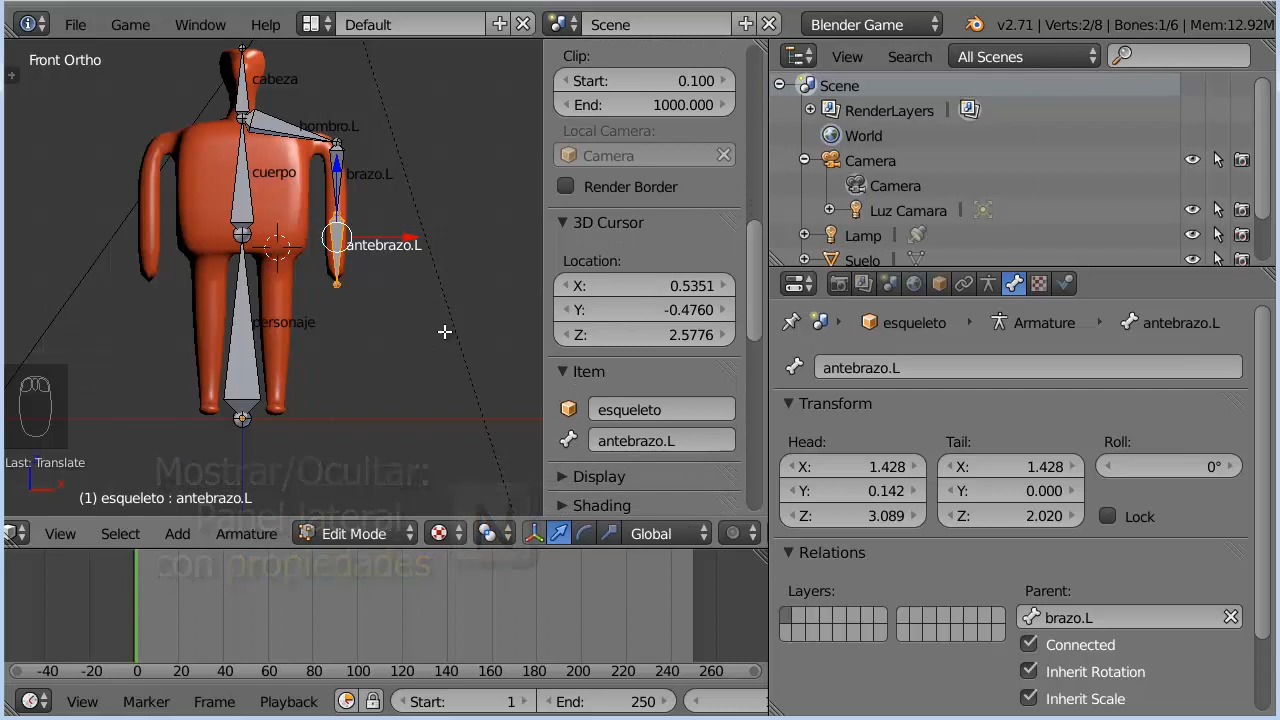 File Game Window Help Default Scene Blender Game v2.71 | Verts:2/8 | Bones:1/6 | Mem:12.92M
Front Ortho
cabeza
hombro.L
cuerpo
brazo.L
antebrazo.L
personaje
Last: Translate
(1) esqueleto : antebrazo.L
x
Mostrar/Ocultar:
Panel lateral
con propiedades
Clip:
Start: 0.100
End: 1000.000
Local Camera:
Camera
Render Border
3D Cursor
Location:
X: 0.5351
Y: -0.4760
Z: 2.5776
Item
esqueleto
antebrazo.L
Display
Shading
View Select Add Armature Edit Mode Global
-40 -20 0 20 40 60 80 100 120 140 160 180 200 220 240 260
View Marker Frame Playback Start: 1 End: 250
View Search All Scenes
Scene
RenderLayers
World
Camera
Camera
Luz Camara
Lamp
Suelo
esqueleto Armature antebrazo.L
antebrazo.L
Transform
Head: Tail: Roll:
X: 1.428 X: 1.428 0°
Y: 0.142 Y: 0.000
Z: 3.089 Z: 2.020 Lock
Relations
Layers: Parent:
brazo.L
Connected
Inherit Rotation
Inherit Scale